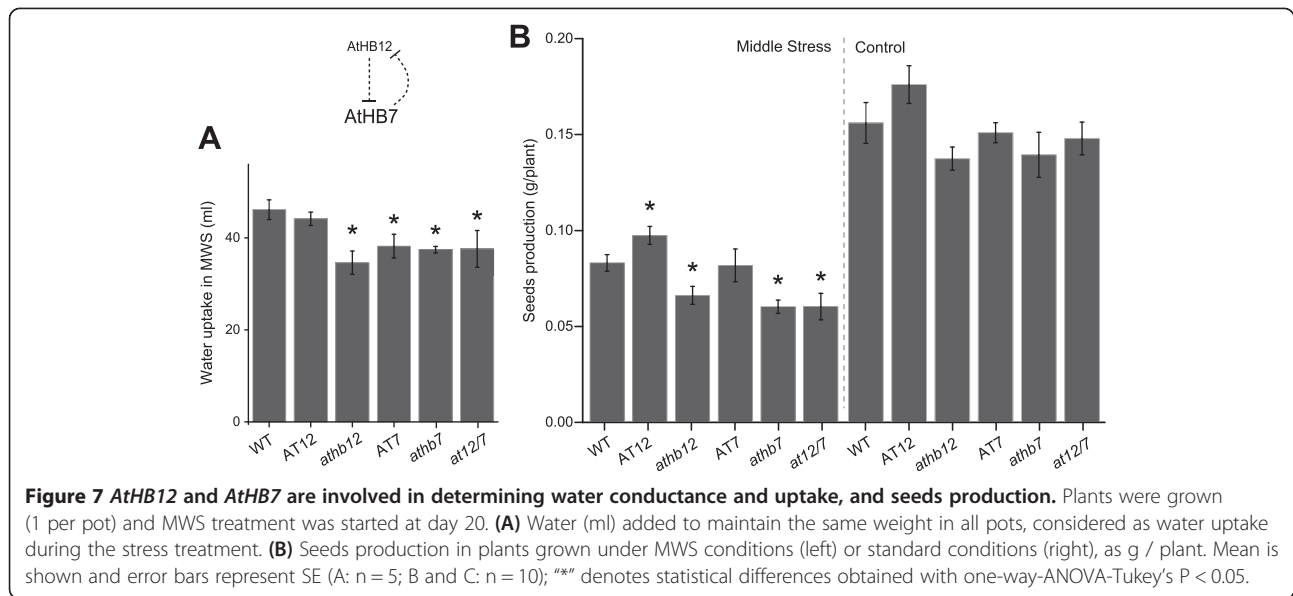 AtHB12
AtHB7
A
Water uptake in MWS (ml)
40
20
0
WT
AT12
athb12
AT7
athb7
at12/7
*
*
*
*
B
Middle Stress
Control
Seeds production (g/plant)
0.20
0.15
0.10
0.05
0.00
*
*
*
*
WT
AT12
athb12
AT7
athb7
at12/7
WT
AT12
athb12
AT7
athb7
at12/7
Figure 7 AtHB12 and AtHB7 are involved in determining water conductance and uptake, and seeds production. Plants were grown
(1 per pot) and MWS treatment was started at day 20. (A) Water (ml) added to maintain the same weight in all pots, considered as water uptake
during the stress treatment. (B) Seeds production in plants grown under MWS conditions (left) or standard conditions (right), as g / plant. Mean is
shown and error bars represent SE (A: n = 5; B and C: n = 10); “*” denotes statistical differences obtained with one-way-ANOVA-Tukey’s P < 0.05.